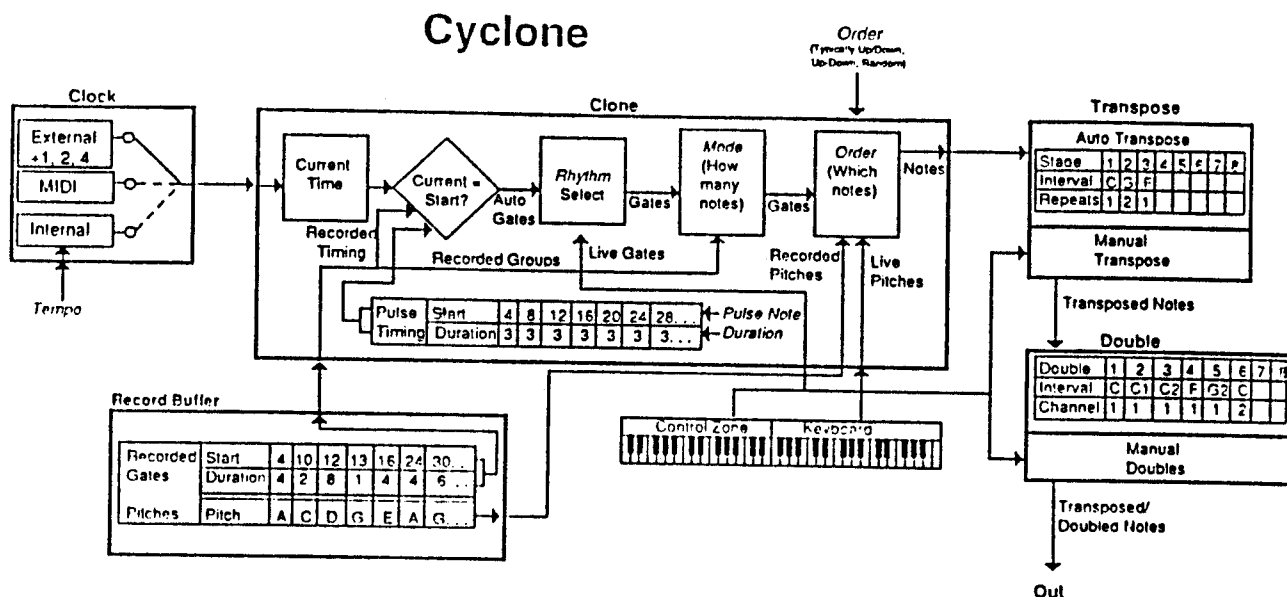 Cyclone
Order
(Typically Up/Down,
Up-Down, Random)
Clock
External
÷1, 2, 4
MIDI
Internal
Tempo
Clone
Current
Time
Current =
Start?
Auto
Gates
Rhythm
Select
Gates
Mode
(How
many
notes)
Gates
Order
(Which
notes)
Notes
Recorded
Timing
Recorded Groups
Live Gates
Recorded
Pitches
Live
Pitches
Pulse
Timing
Start 4 8 12 16 20 24 28...
Duration 3 3 3 3 3 3 3...
Pulse Note
Duration
Transpose
Auto Transpose
Stage 1 2 3 4 5 6 7 8
Interval C G F
Repeats 1 2 1
Manual
Transpose
Transposed Notes
Double
Double 1 2 3 4 5 6 7 8
Interval C C1 C2 F G2 C
Channel 1 1 1 1 1 2
Manual
Doubles
Transposed/
Doubled Notes
Out
Record Buffer
Recorded
Gates
Start 4 10 12 13 16 24 30...
Duration 4 2 8 1 4 4 6...
Pitches Pitch A C D G E A G...
Control Zone
Keyboard